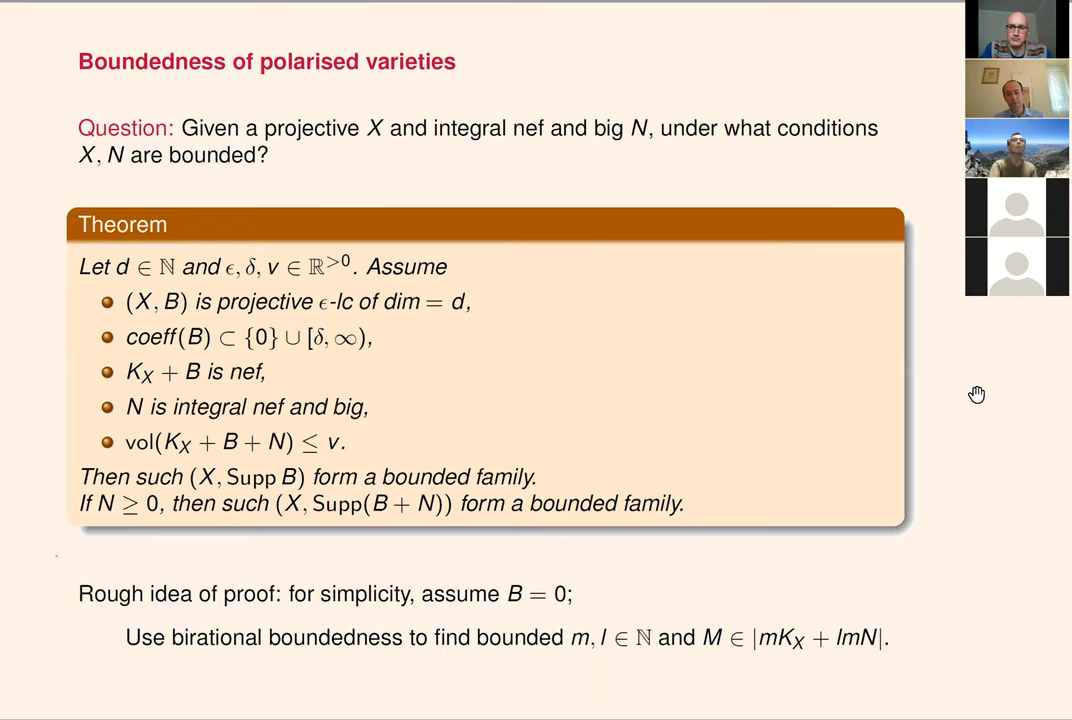 Boundedness of polarised varieties
Question: Given a projective X and integral nef and big N, under what conditions
X, N are bounded?
Theorem
Let d ∈ ℕ and ϵ, δ, v ∈ ℝ^{>0}. Assume
(X, B) is projective ϵ-lc of dim = d,
coeff(B) ⊂ {0} ∪ [δ, ∞),
K_X + B is nef,
N is integral nef and big,
vol(K_X + B + N) ≤ v.
Then such (X, Supp B) form a bounded family.
If N ≥ 0, then such (X, Supp(B + N)) form a bounded family.
Rough idea of proof: for simplicity, assume B = 0;
Use birational boundedness to find bounded m, l ∈ ℕ and M ∈ |mK_X + lmN|.